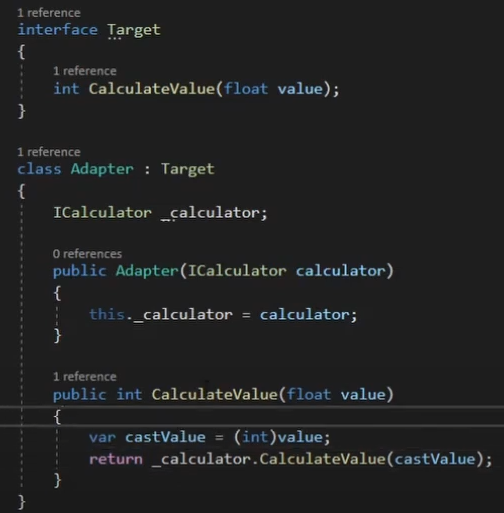 1 reference
interface Target
{
1 reference
int CalculateValue(float value);
}
1 reference
class Adapter : Target
{
ICalculator _calculator;
0 references
public Adapter(ICalculator calculator)
{
this._calculator = calculator;
}
1 reference
public int CalculateValue(float value)
{
var castValue = (int)value;
return _calculator.CalculateValue(castValue);
}
}